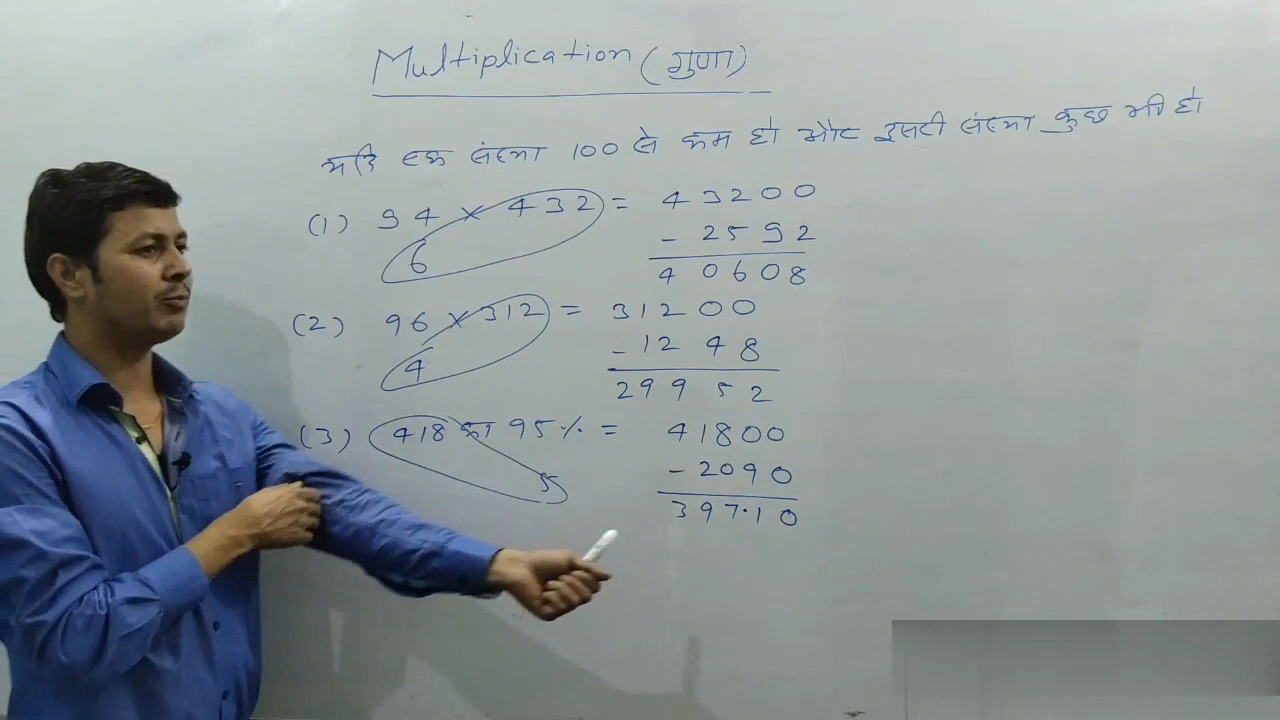 Multiplication (गुणा)
यदि एक संख्या 100 से कम हो और दूसरी संख्या कुछ भी हो
(1) 94 × 432 = 43200
6 - 2592
40608
(2) 96 × 312 = 31200
4 - 1248
29952
(3) 418 का 95% = 41800
5 - 2090
397.10